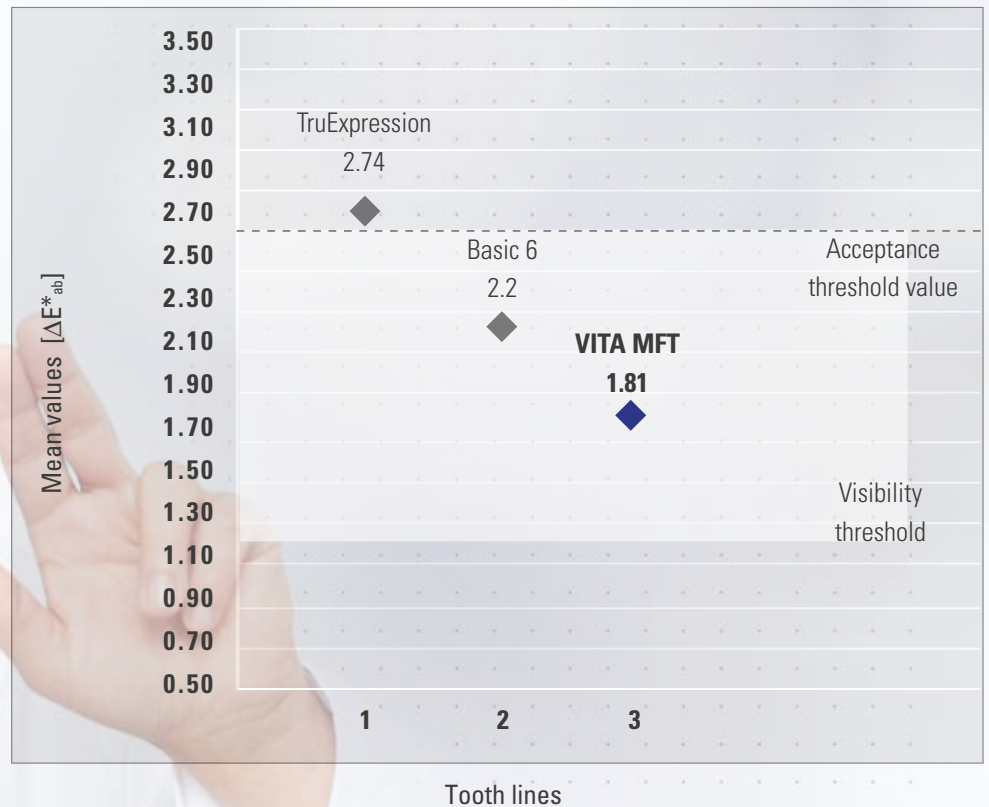 3.50
3.30
3.10
2.90
2.70
2.50
2.30
2.10
1.90
1.70
1.50
1.30
1.10
0.90
0.70
0.50
Mean values [ΔE*ab]
TruExpression
2.74
Basic 6
2.2
VITA MFT
1.81
Acceptance
threshold value
Visibility
threshold
1 2 3
Tooth lines